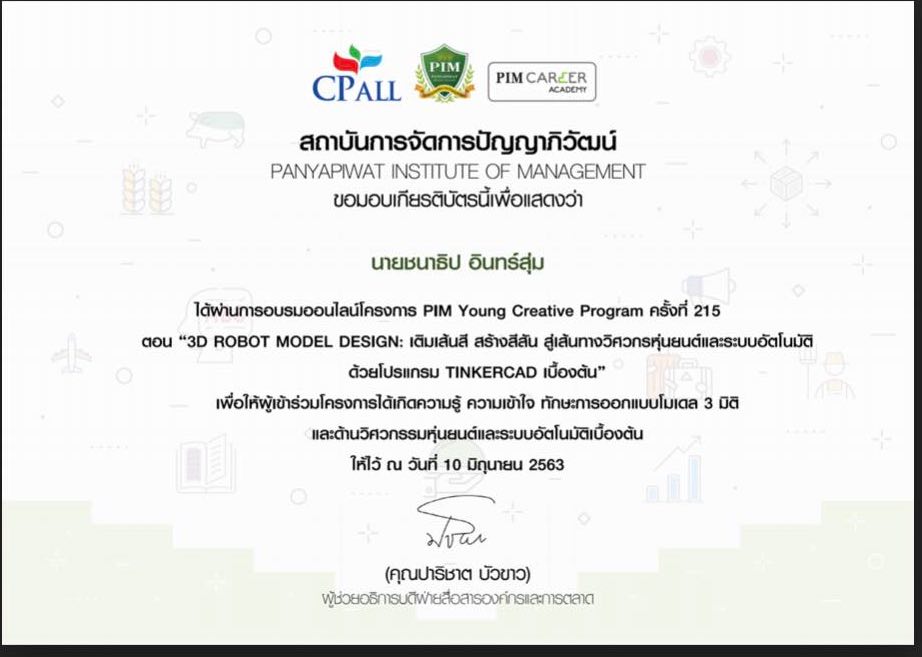 CPALL
PIM
PIM CAREER
ACADEMY
สถาบันการจัดการปัญญาภิวัฒน์
PANYAPIWAT INSTITUTE OF MANAGEMENT
ขอมอบเกียรติบัตรนี้เพื่อแสดงว่า
นายชนาธิป อินทร์สุ่ม
ได้ผ่านการอบรมออนไลน์โครงการ PIM Young Creative Program ครั้งที่ 215
ตอน “3D ROBOT MODEL DESIGN: เติมเส้นสี สร้างสีสัน สู่เส้นทางวิศวกรหุ่นยนต์และระบบอัตโนมัติ
ด้วยโปรแกรม TINKERCAD เบื้องต้น”
เพื่อให้ผู้เข้าร่วมโครงการได้เกิดความรู้ ความเข้าใจ ทักษะการออกแบบโมเดล 3 มิติ
และด้านวิศวกรรมหุ่นยนต์และระบบอัตโนมัติเบื้องต้น
ให้ไว้ ณ วันที่ 10 มิถุนายน 2563
(คุณปาริชาต บัวขาว)
ผู้ช่วยอธิการบดีฝ่ายสื่อสารองค์กรและการตลาด